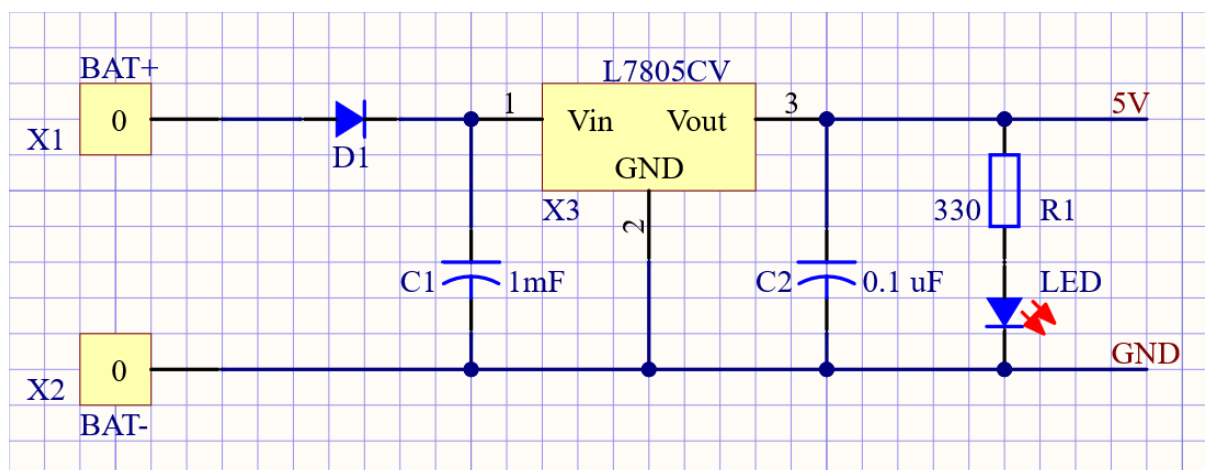 BAT+
L7805CV
0
1
Vin
Vout
3
5V
X1
D1
GND
X3
2
330
R1
C1
1mF
C2
0.1 uF
LED
GND
0
X2
BAT-